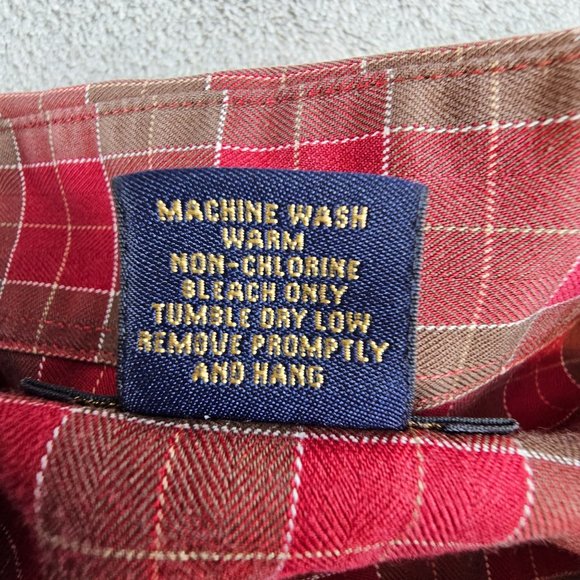 MACHINE WASH
WARM
NON-CHLORINE
BLEACH ONLY
TUMBLE DRY LOW
REMOVE PROMPTLY
AND HANG